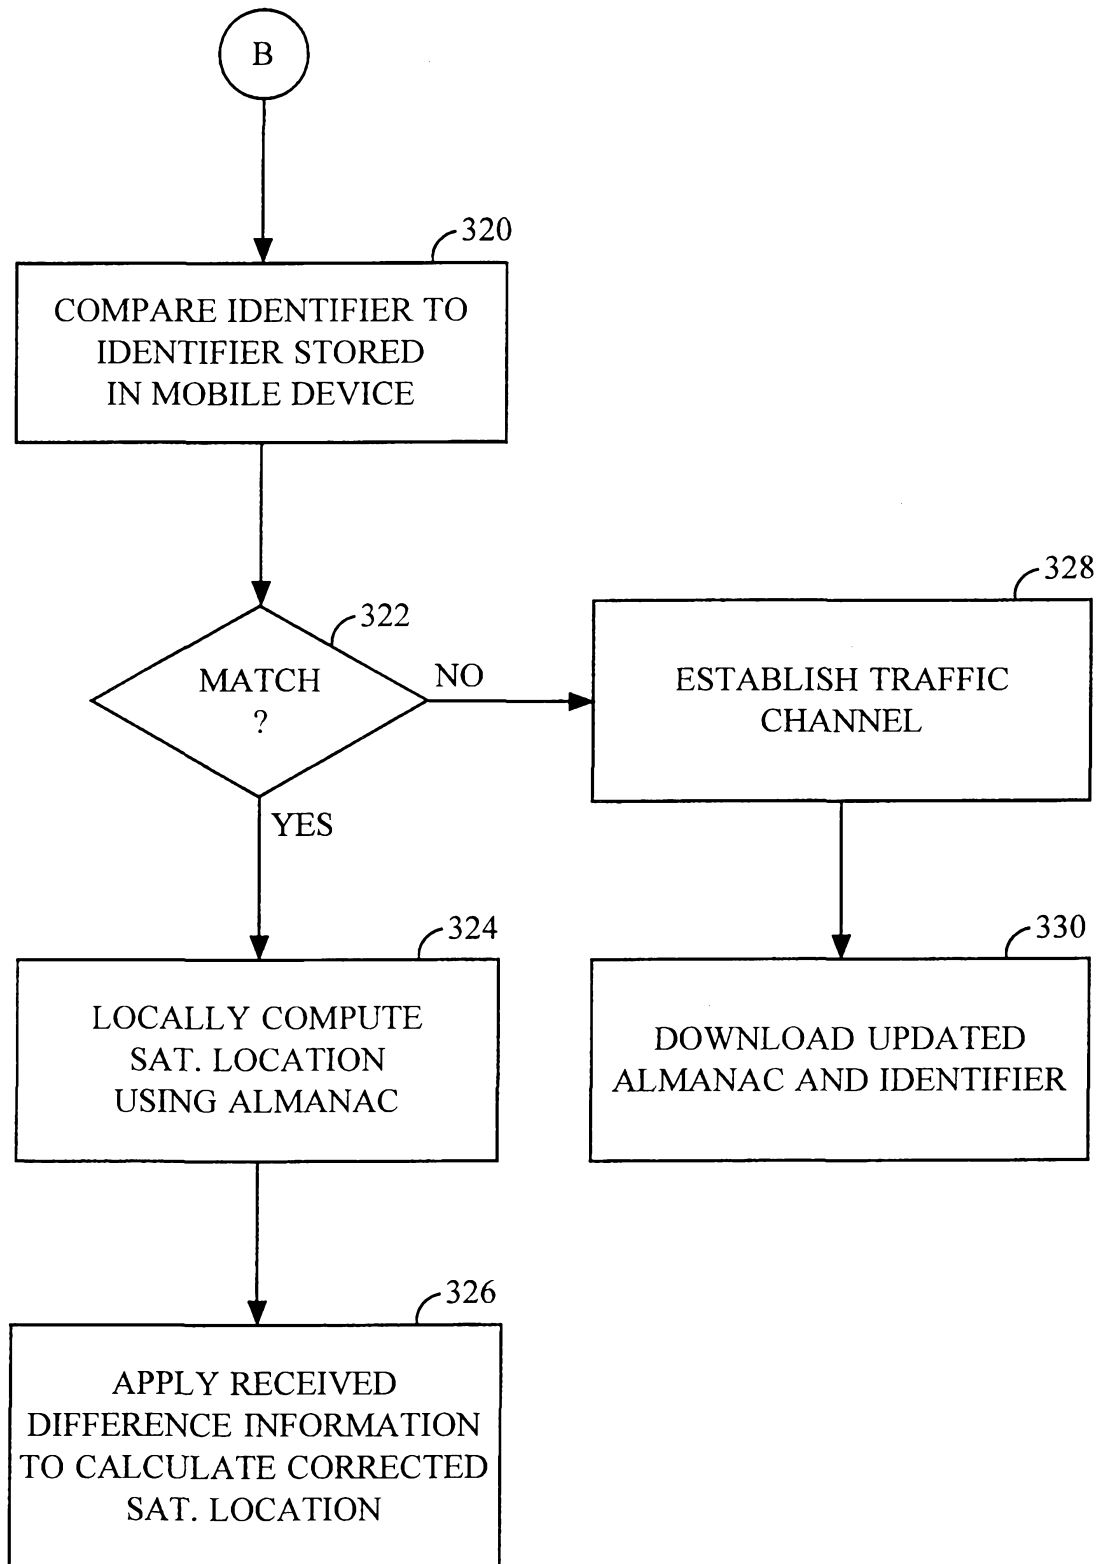 B
320
COMPARE IDENTIFIER TO
IDENTIFIER STORED
IN MOBILE DEVICE
322
MATCH
?
NO
YES
328
ESTABLISH TRAFFIC
CHANNEL
324
LOCALLY COMPUTE
SAT. LOCATION
USING ALMANAC
330
DOWNLOAD UPDATED
ALMANAC AND IDENTIFIER
326
APPLY RECEIVED
DIFFERENCE INFORMATION
TO CALCULATE CORRECTED
SAT. LOCATION